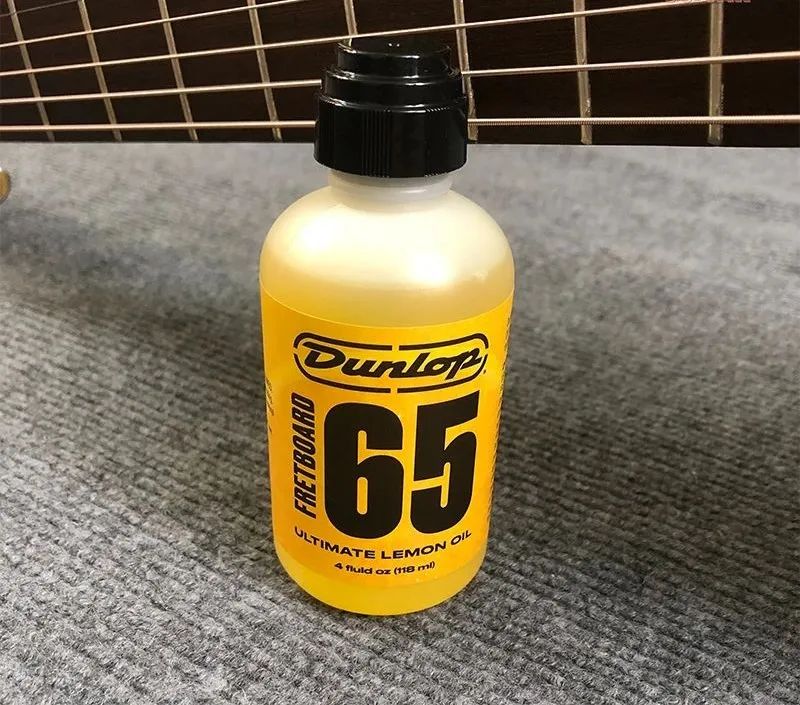 Dunlop
FRETBOARD
65
ULTIMATE LEMON OIL
4 fluid oz (118 ml)